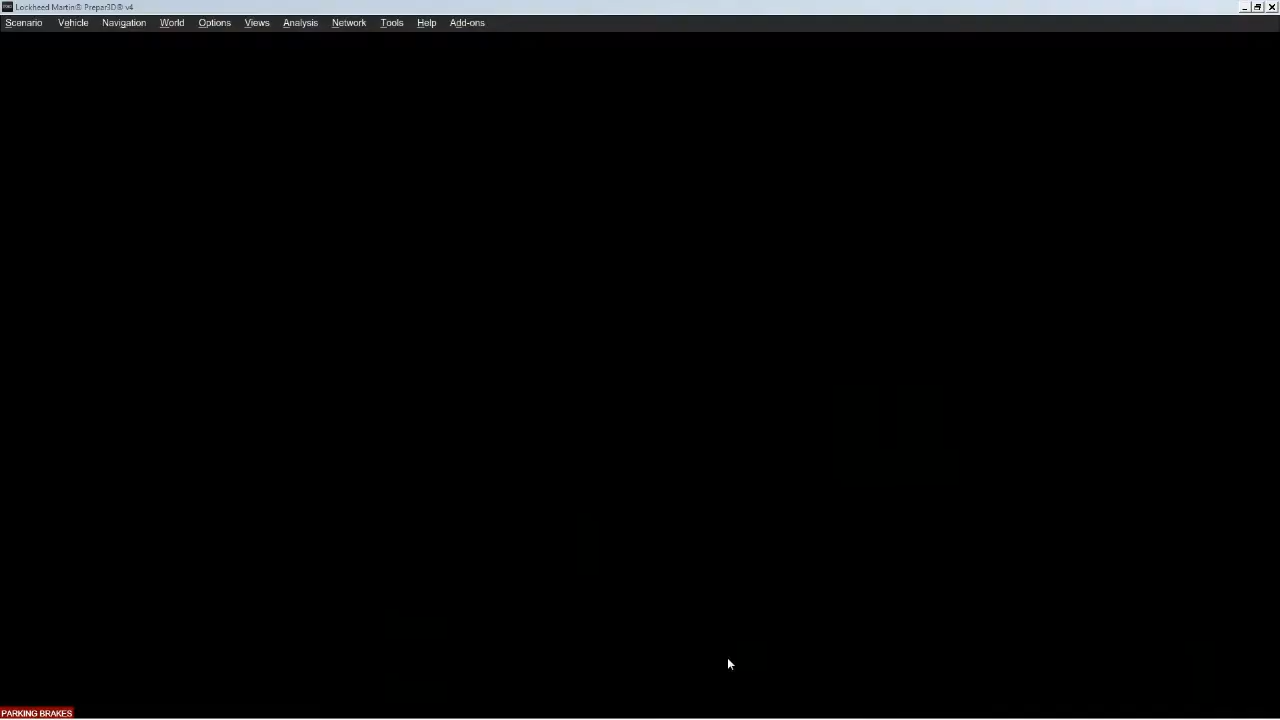 Lockheed Martin® Prepar3D® v4
Scenario Vehicle Navigation World Options Views Analysis Network Tools Help Add-ons
PARKING BRAKES